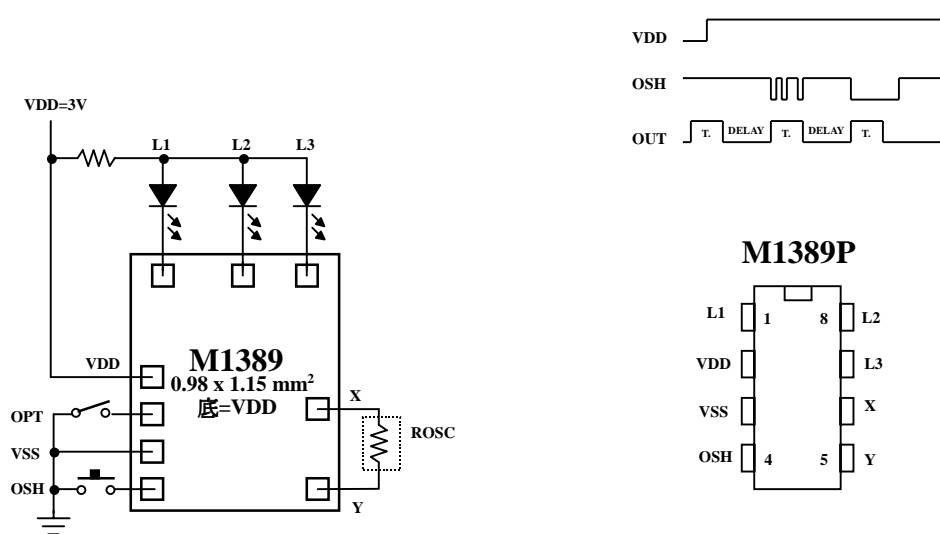 VDD=3V
L1
L2
L3
VDD
M1389
0.98 x 1.15 mm²
底=VDD
OPT
VSS
OSH
X
ROSC
Y
VDD
OSH
OUT
T.
DELAY
T.
DELAY
T.
M1389P
L1
1
8
L2
VDD
L3
VSS
X
OSH
4
5
Y